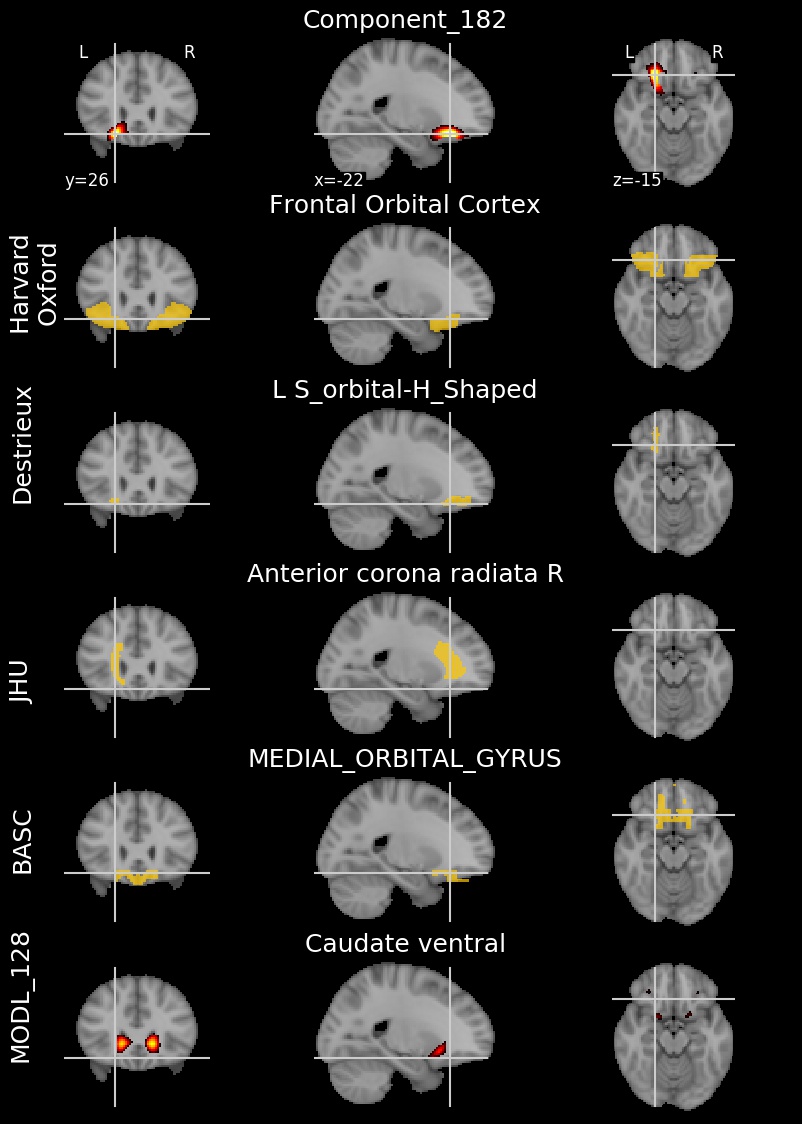 Component_182
L R
L R
y=26
x=-22
z=-15
Frontal Orbital Cortex
Harvard
Oxford
L S_orbital-H_Shaped
Destrieux
Anterior corona radiata R
JHU
MEDIAL_ORBITAL_GYRUS
BASC
Caudate ventral
MODL_128